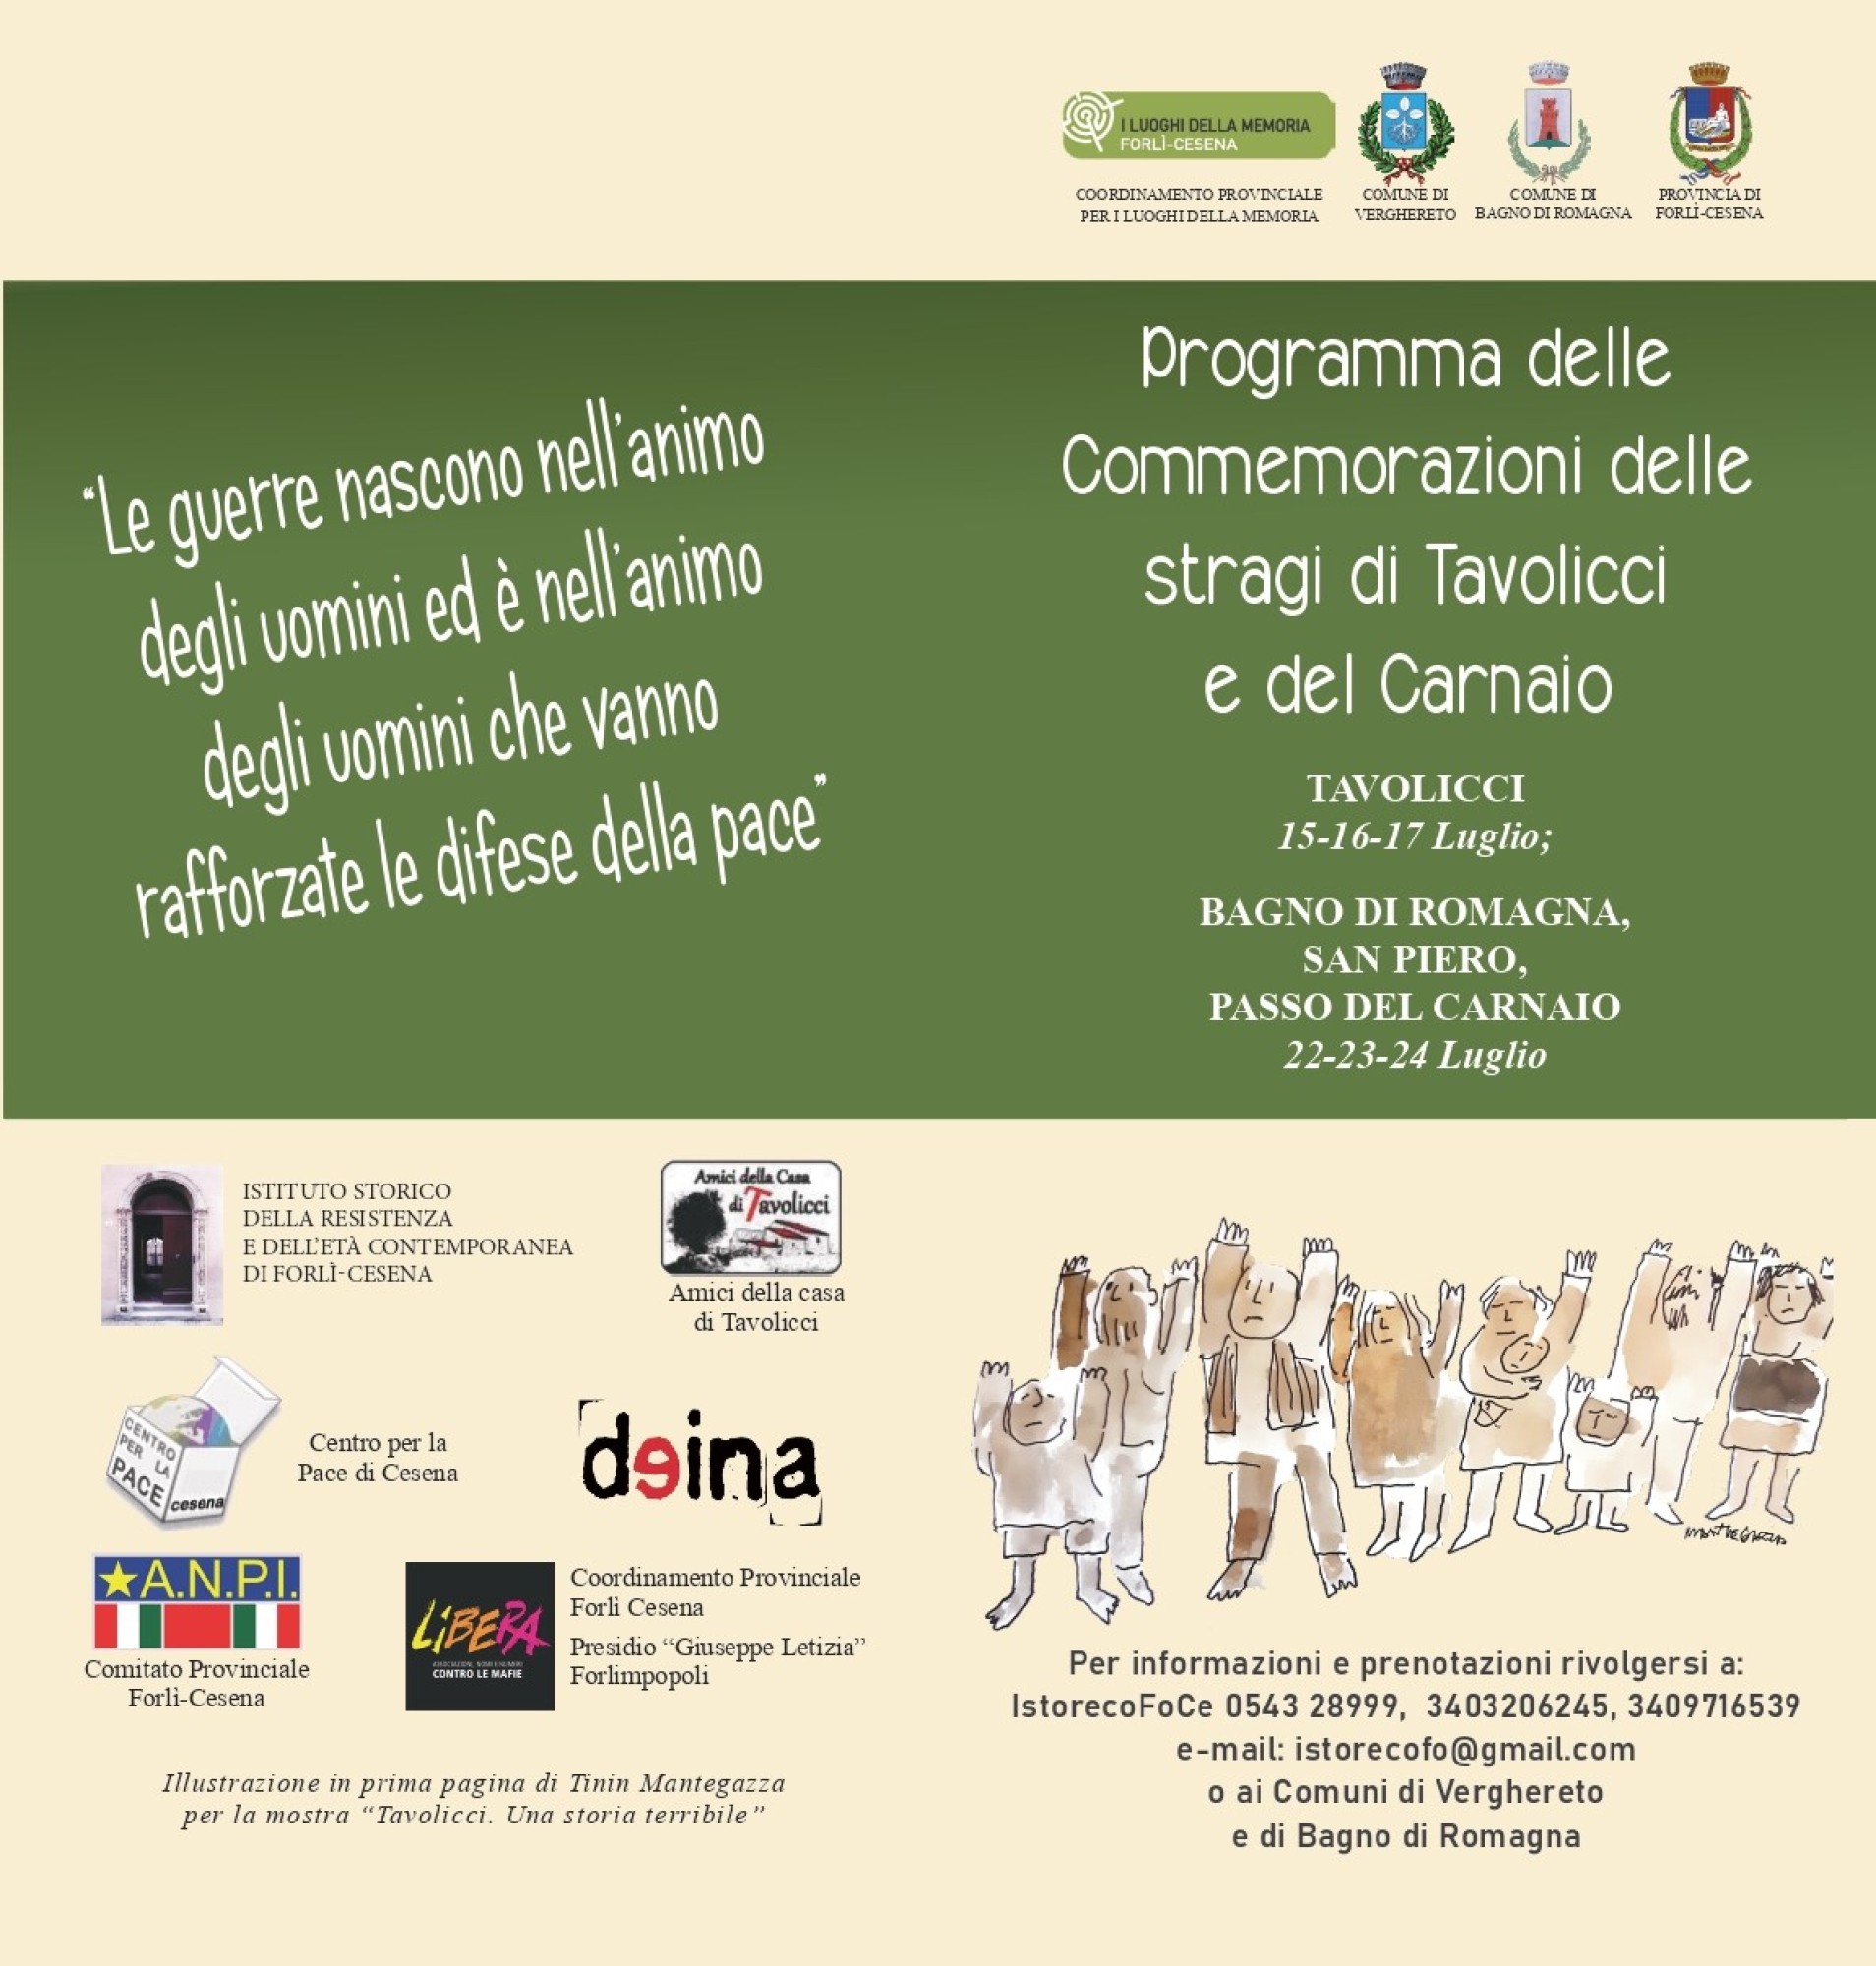 I LUOGHI DELLA MEMORIA
FORLÌ-CESENA
COORDINAMENTO PROVINCIALE
PER I LUOGHI DELLA MEMORIA
COMUNE DI
VERGHERETO
COMUNE DI
BAGNO DI ROMAGNA
PROVINCIA DI
FORLÌ-CESENA
“Le guerre nascono nell’animo
degli uomini ed è nell’animo
degli uomini che vanno
rafforzate le difese della pace”
Programma delle
Commemorazioni delle
stragi di Tavolicci
e del Carnaio
TAVOLICCI
15-16-17 Luglio;
BAGNO DI ROMAGNA,
SAN PIERO,
PASSO DEL CARNAIO
22-23-24 Luglio
ISTITUTO STORICO
DELLA RESISTENZA
E DELL’ETÀ CONTEMPORANEA
DI FORLÌ-CESENA
Amici della Casa
di Tavolicci
Amici della casa
di Tavolicci
CENTRO
PER LA
PACE
cesena
Centro per la
Pace di Cesena
deina
A.N.P.I.
Comitato Provinciale
Forlì-Cesena
LIBERA
ASSOCIAZIONI, NOMI E NUMERI
CONTRO LE MAFIE
Coordinamento Provinciale
Forlì Cesena
Presidio “Giuseppe Letizia”
Forlimpopoli
Illustrazione in prima pagina di Tinin Mantegazza
per la mostra “Tavolicci. Una storia terribile”
MANTEGAZZA
Per informazioni e prenotazioni rivolgersi a:
IstorecoFoCe 0543 28999, 3403206245, 3409716539
e-mail: istorecofo@gmail.com
o ai Comuni di Verghereto
e di Bagno di Romagna